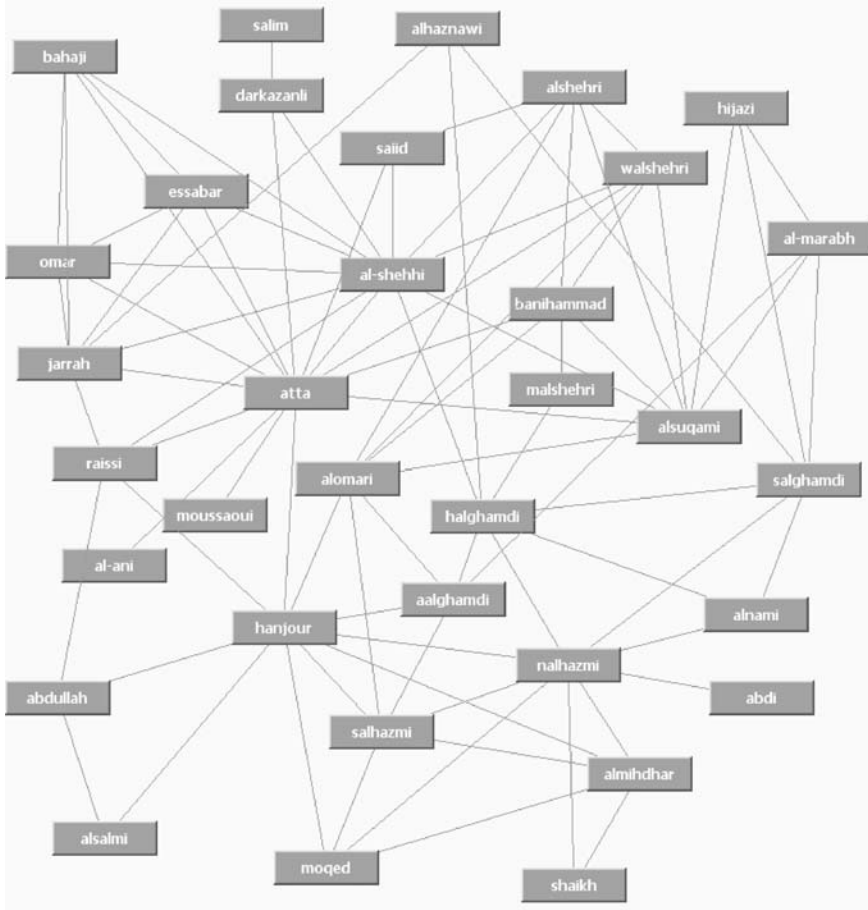 salim
alhaznawi
bahaji
darkazanli
alshehri
hijazi
saiid
walshehri
essabar
al-marabh
omar
al-shehhi
banihammad
jarrah
atta
malshehri
alsuqami
raissi
alomari
salghamdi
moussaoui
halghamdi
al-ani
aalghamdi
alnami
hanjour
nalhazmi
abdullah
abdi
salhazmi
almihdhar
alsalmi
moqed
shaikh